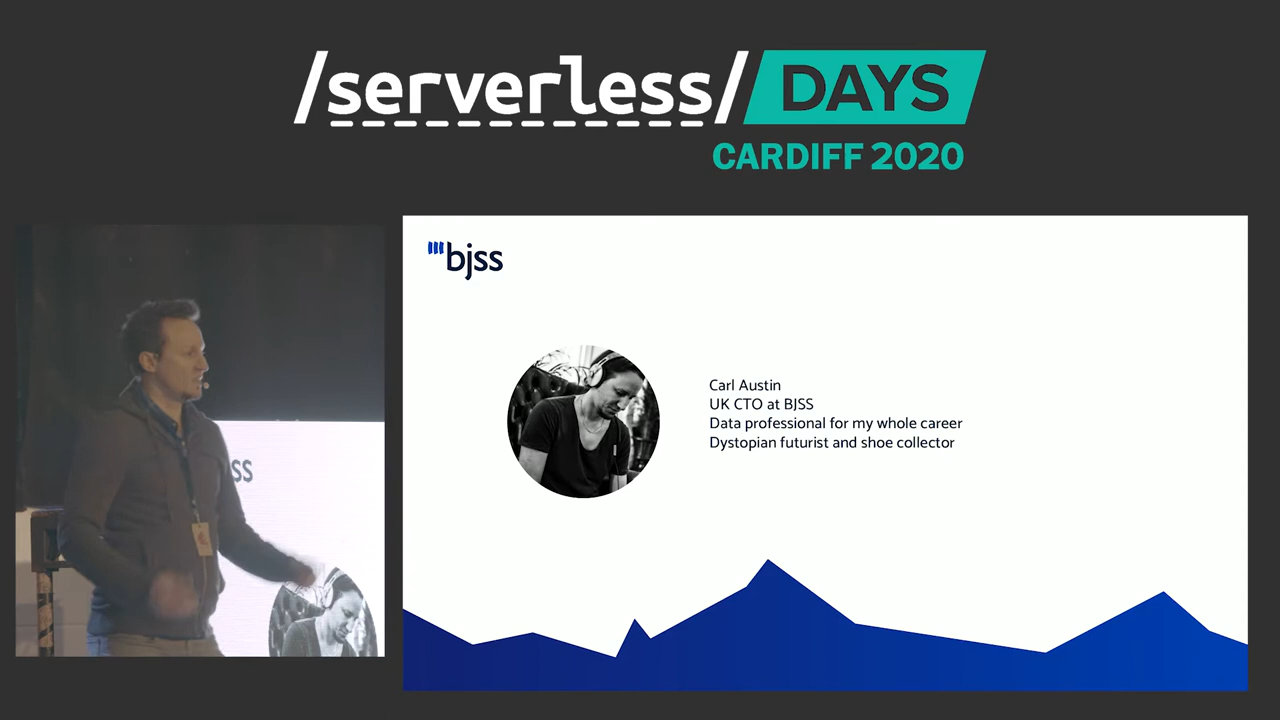 /serverless/ DAYS
CARDIFF 2020
bjss
Carl Austin
UK CTO at BJSS
Data professional for my whole career
Dystopian futurist and shoe collector
ss